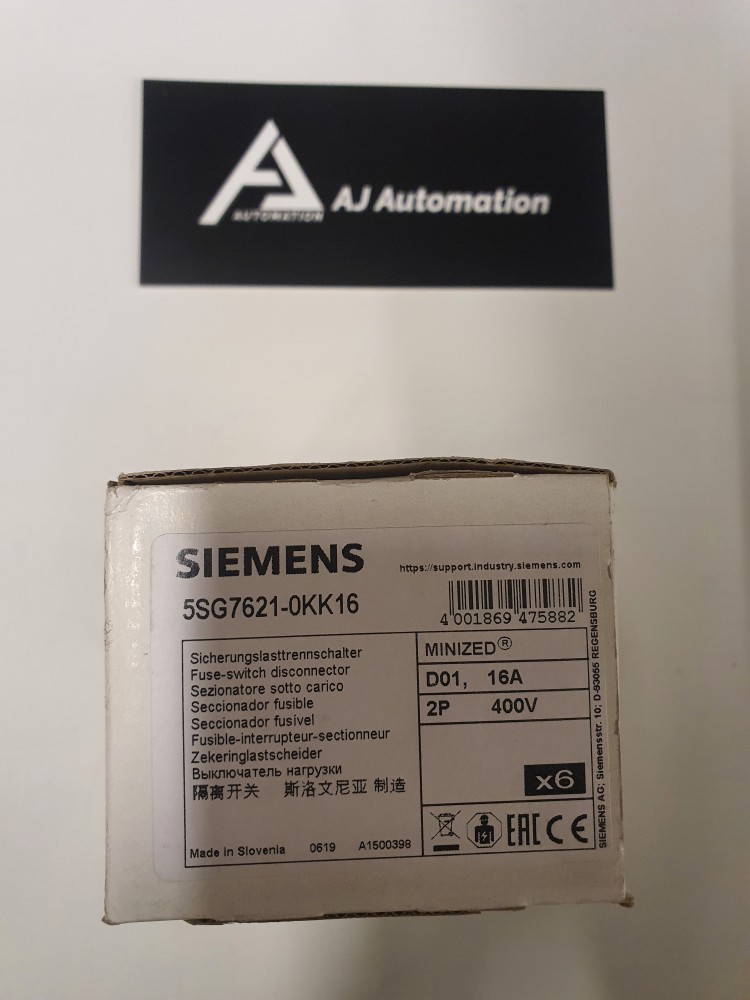 AUTOMATION
AJ Automation
SIEMENS
https://support.industry.siemens.com
5SG7621-0KK16
4 001869 475882
Sicherungslasttrennschalter
Fuse-switch disconnector
Sezionatore sotto carico
Seccionador fusible
Seccionador fusível
Fusible-interrupteur-sectionneur
Zekeringlastscheider
Выключатель нагрузки
隔离开关 斯洛文尼亚 制造
Made in Slovenia 0619 A1500398
MINIZED®
D01, 16A
2P 400V
x6
EAC CE
SIEMENS AG; Siemensstr. 10; D-93055 REGENSBURG